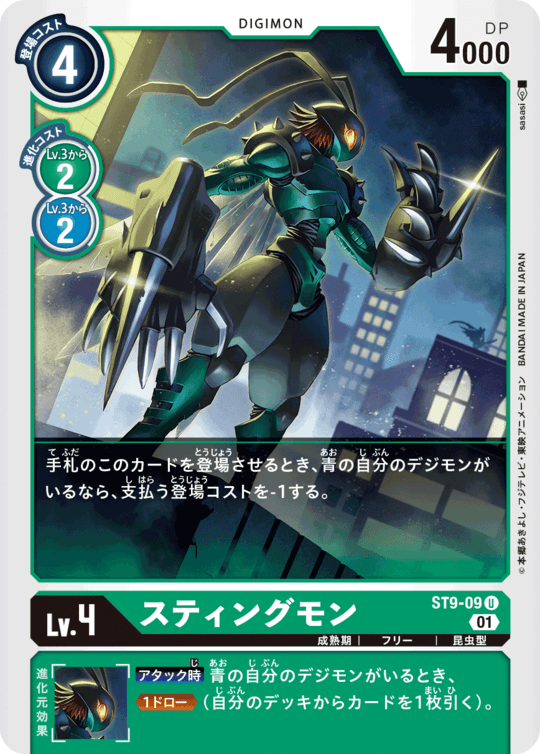 登場コスト
4
DIGIMON
4000
DP
進化コスト
Lv.3から
2
Lv.3から
2
sasasi
BANDAI MADE IN JAPAN
©本郷あきよし・フジテレビ・東映アニメーション
手札のこのカードを登場させるとき、青の自分のデジモンが
いるなら、支払う登場コストを-1する。
Lv.4
スティングモン
ST9-09 U
01
成熟期 | フリー | 昆虫型
進化元効果
アタック時 青の自分のデジモンがいるとき、
1ドロー (自分のデッキからカードを1枚引く)。